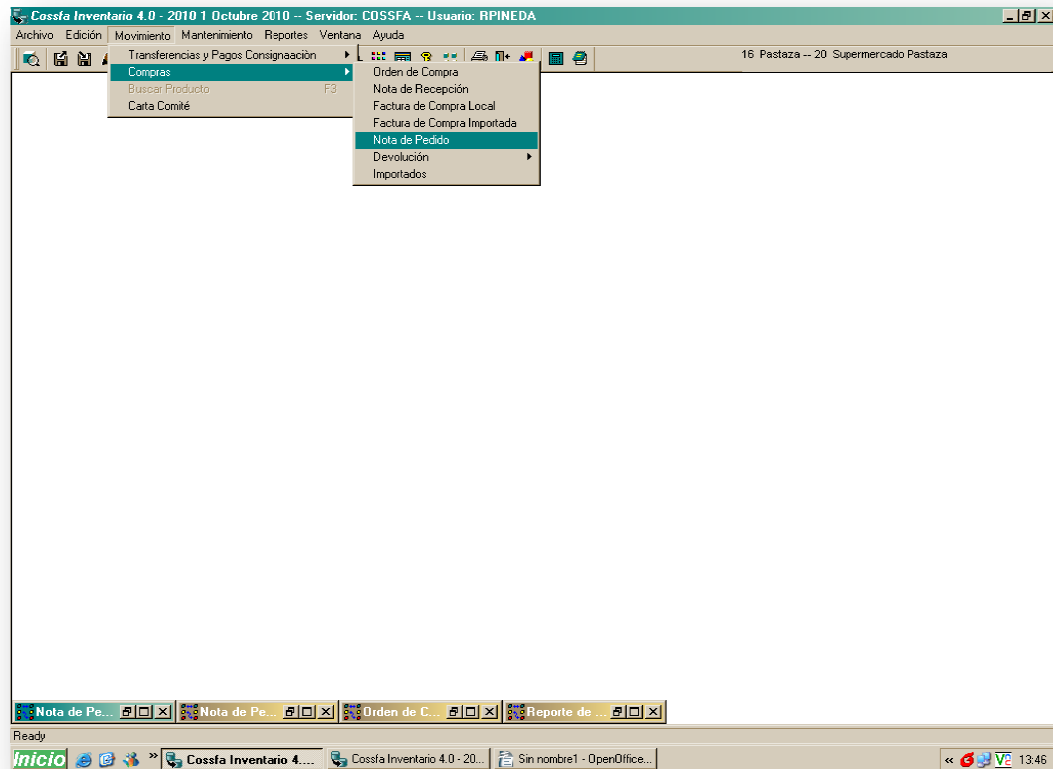 Cossfa Inventario 4.0 - 2010 1 Octubre 2010 -- Servidor: COSSFA -- Usuario: RPINEDA
Archivo Edición Movimiento Mantenimiento Reportes Ventana Ayuda
16 Pastaza -- 20 Supermercado Pastaza
Transferencias y Pagos Consignaaciòn
Compras
Buscar Producto F3
Carta Comité
Orden de Compra
Nota de Recepción
Factura de Compra Local
Factura de Compra Importada
Nota de Pedido
Devolución
Importados
Nota de Pe... Nota de Pe... Orden de C... Reporte de ...
Ready
Inicio » Cossfa Inventario 4.... Cossfa Inventario 4.0 - 20... Sin nombre1 - OpenOffice... « 13:46